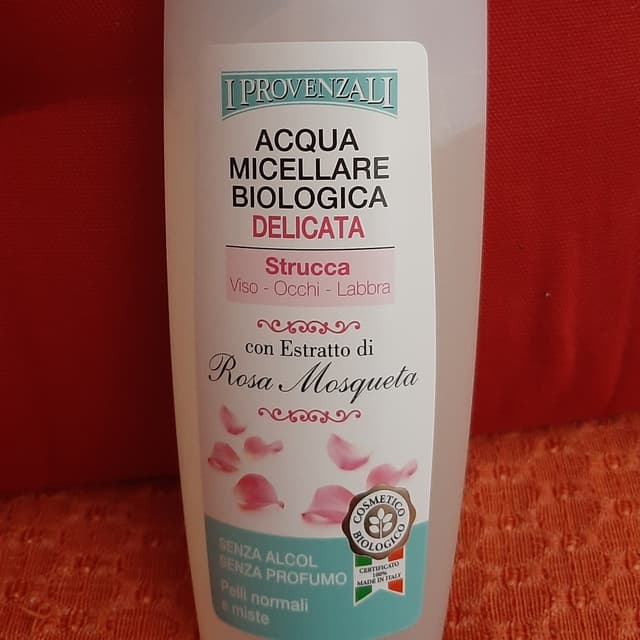 I PROVENZALI
ACQUA
MICELLARE
BIOLOGICA
DELICATA
Strucca
Viso - Occhi - Labbra
con Estratto di
Rosa Mosqueta
COSMETICO
BIOLOGICO
CERTIFICATO
100%
MADE IN ITALY
SENZA ALCOL
SENZA PROFUMO
Pelli normali
e miste